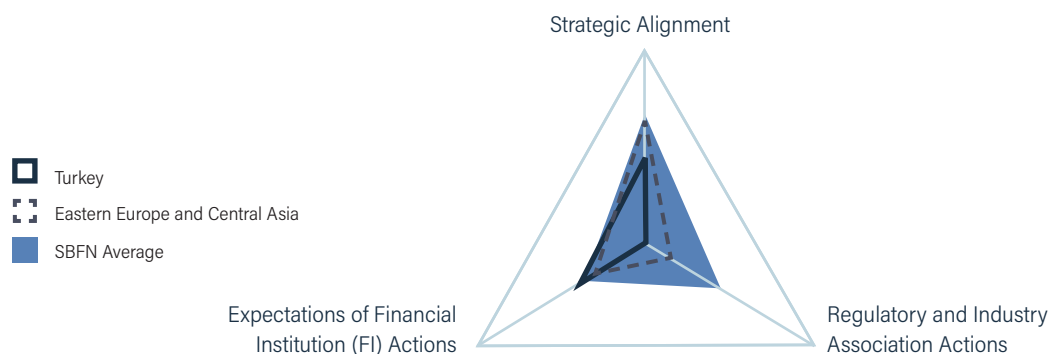 Strategic Alignment
Turkey
Eastern Europe and Central Asia
SBFN Average
Expectations of Financial
Institution (FI) Actions
Regulatory and Industry
Association Actions